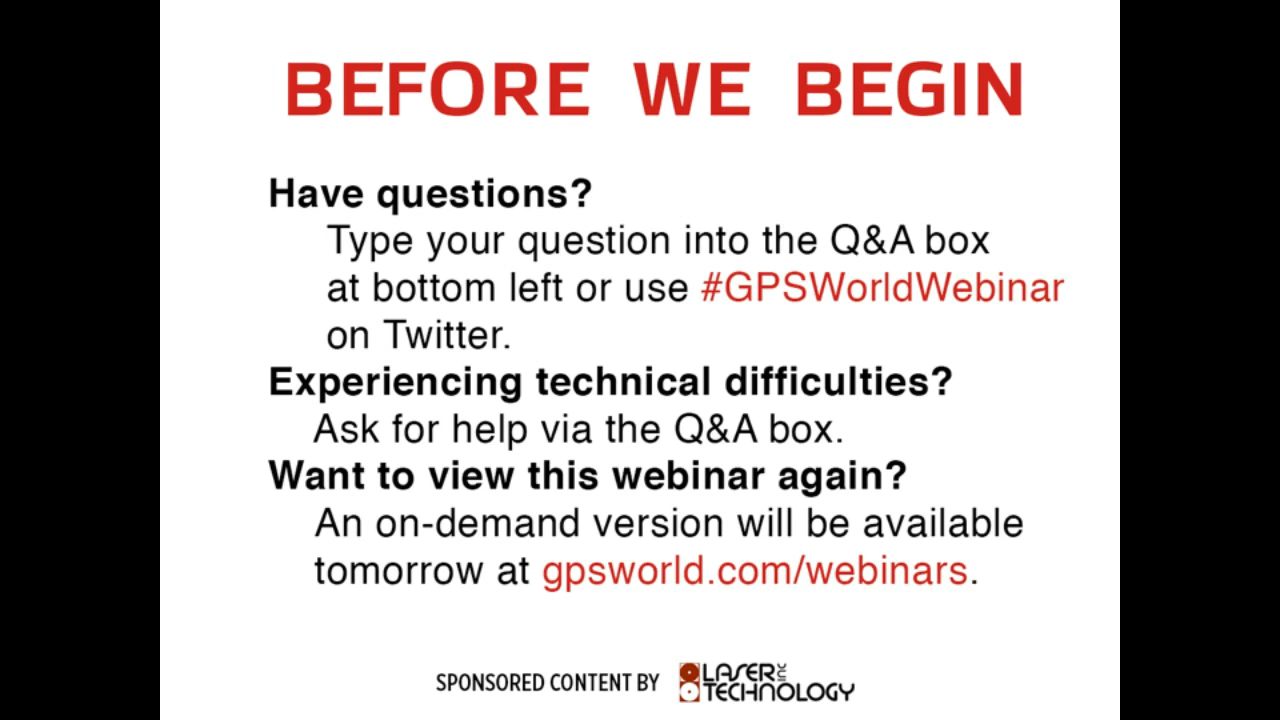 BEFORE WE BEGIN
Have questions?
Type your question into the Q&A box
at bottom left or use #GPSWorldWebinar
on Twitter.
Experiencing technical difficulties?
Ask for help via the Q&A box.
Want to view this webinar again?
An on-demand version will be available
tomorrow at gpsworld.com/webinars.
SPONSORED CONTENT BY LASER INC
TECHNOLOGY